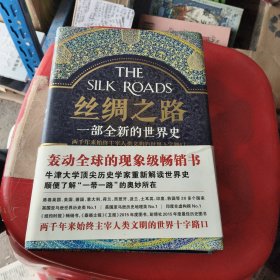 THE
SILK ROADS
丝绸之路
一部全新的世界史
两千年来始终主宰人类文明的世界十字路口
轰动全球的现象级畅销书
牛津大学顶尖历史学家重新解读世界史
顺便了解“一带一路”的奥妙所在
两千年来始终主宰人类文明的世界十字路口